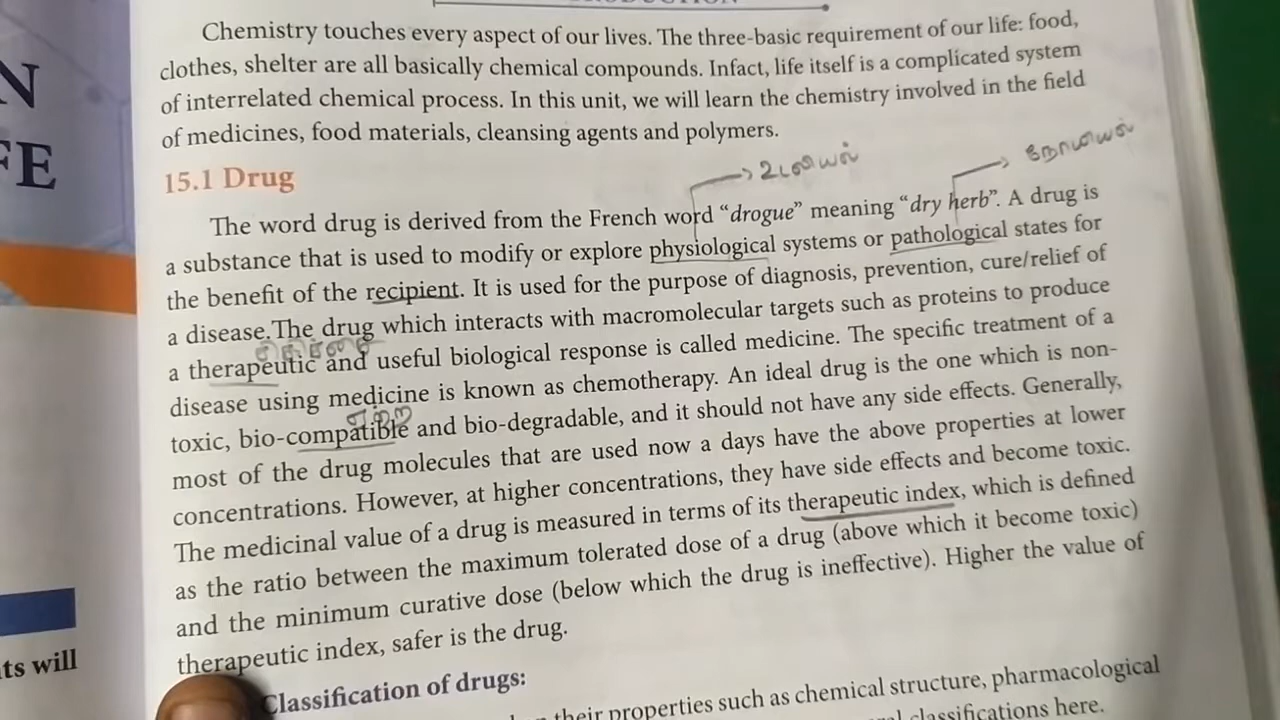 Chemistry touches every aspect of our lives. The three-basic requirement of our life: food,
clothes, shelter are all basically chemical compounds. Infact, life itself is a complicated system
of interrelated chemical process. In this unit, we will learn the chemistry involved in the field
of medicines, food materials, cleansing agents and polymers.
உடலியல்
நோயியல்
15.1 Drug
The word drug is derived from the French word “drogue” meaning “dry herb”. A drug is
a substance that is used to modify or explore physiological systems or pathological states for
the benefit of the recipient. It is used for the purpose of diagnosis, prevention, cure/relief of
a disease.The drug which interacts with macromolecular targets such as proteins to produce
a therapeutic and useful biological response is called medicine. The specific treatment of a
disease using medicine is known as chemotherapy. An ideal drug is the one which is non-
toxic, bio-compatible and bio-degradable, and it should not have any side effects. Generally,
most of the drug molecules that are used now a days have the above properties at lower
concentrations. However, at higher concentrations, they have side effects and become toxic.
The medicinal value of a drug is measured in terms of its therapeutic index, which is defined
as the ratio between the maximum tolerated dose of a drug (above which it become toxic)
and the minimum curative dose (below which the drug is ineffective). Higher the value of
therapeutic index, safer is the drug.
Classification of drugs:
their properties such as chemical structure, pharmacological
classifications here.
N
FE
ts will